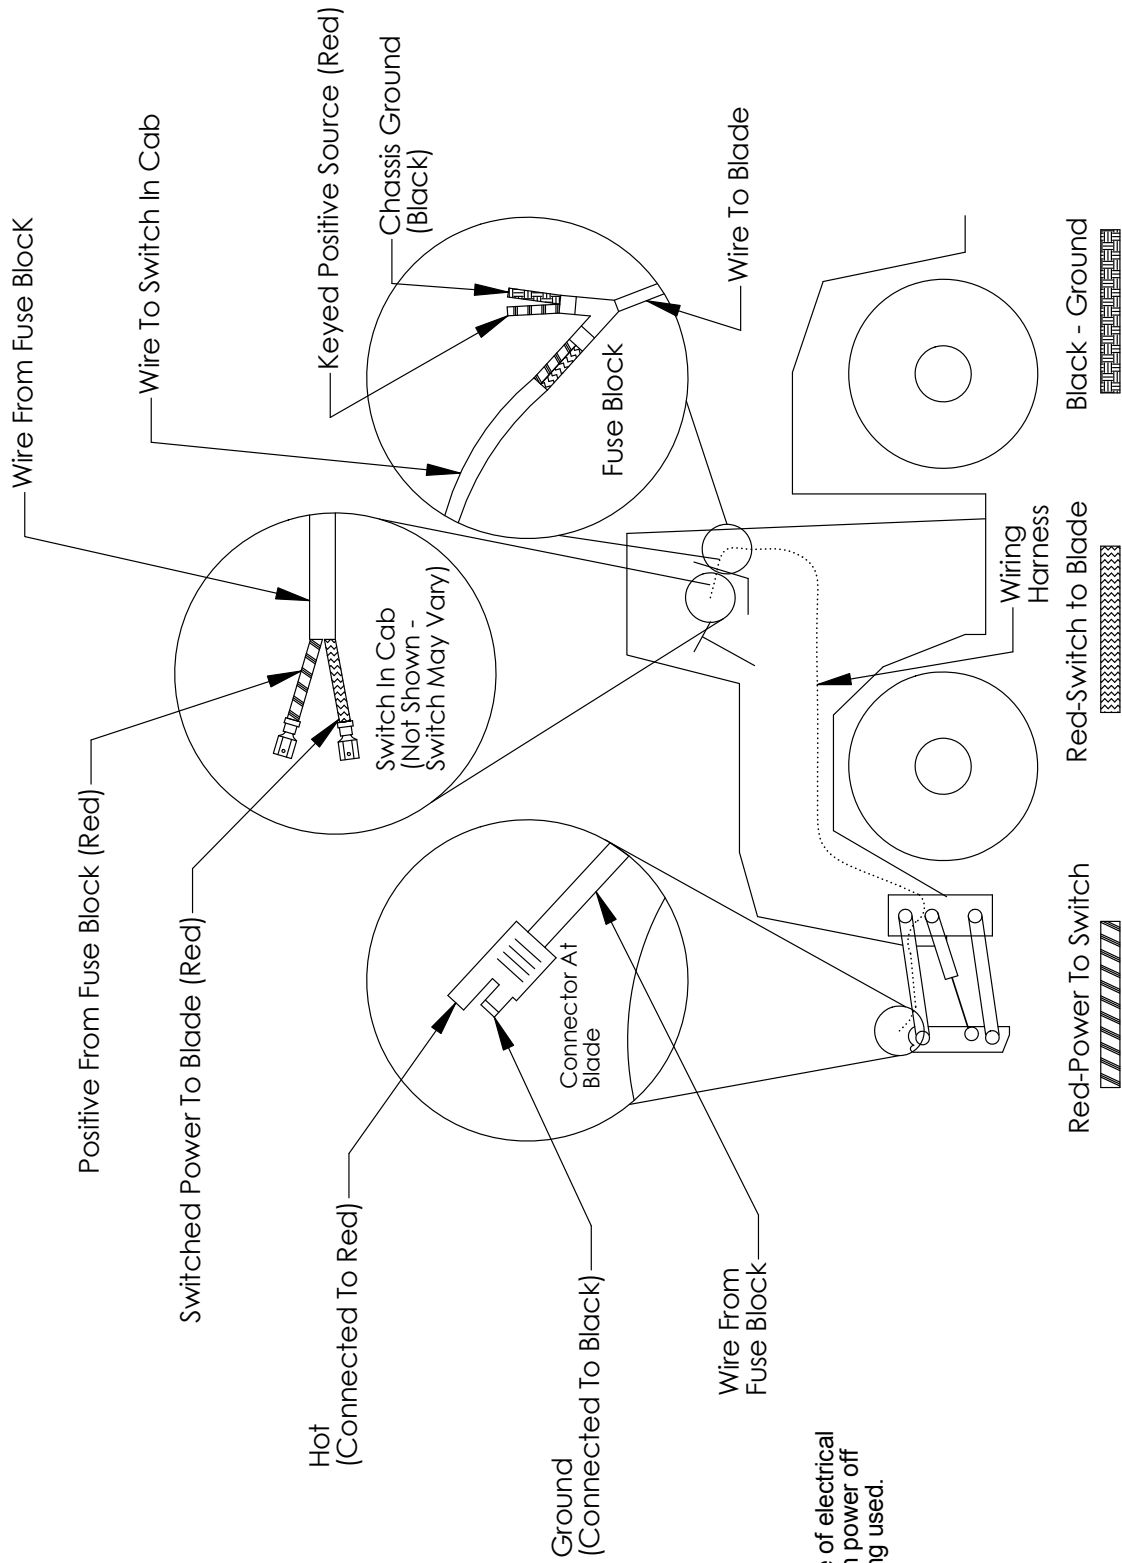 Wire From Fuse BlocK
Wire To Switch In Cab
Positive From Fuse Block (Red)
Switched Power To Blade (Red)
Keyed Positive Source (Red)
Chassis Ground
(Black)
Switch In Cab
(Not Shown -
Switch May Vary)
Fuse Block
Wire To Blade
Hot
(Connected To Red)
Connector At
Blade
Ground
(Connected To Black)
Wire From
Fuse Block
Wiring
Harness
Red-Power To Switch
Red-Switch to Blade
Black - Ground
of electrical
power off
used.